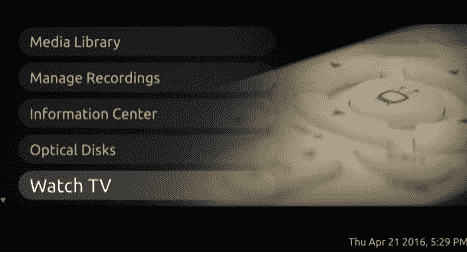 Media Library
Manage Recordings
Information Center
Optical Disks
Watch TV
Thu Apr 21 2016, 5:29 PM